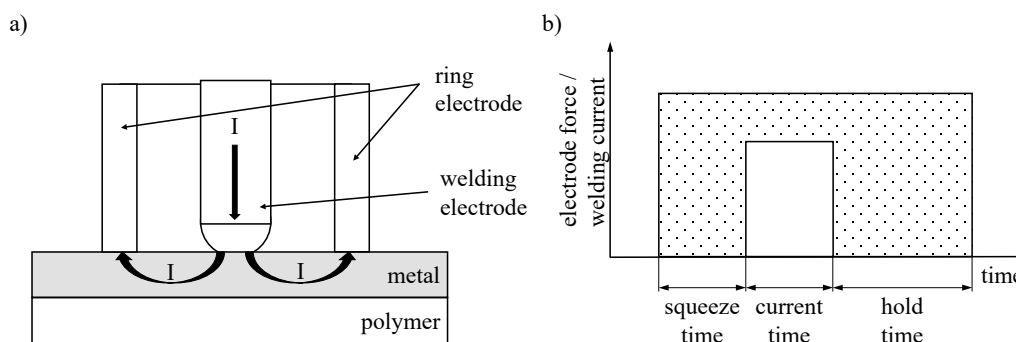 a)
ring
electrode
I
welding
electrode
I
I
metal
polymer
b)
electrode force /
welding current
time
squeeze
time
current
time
hold
time